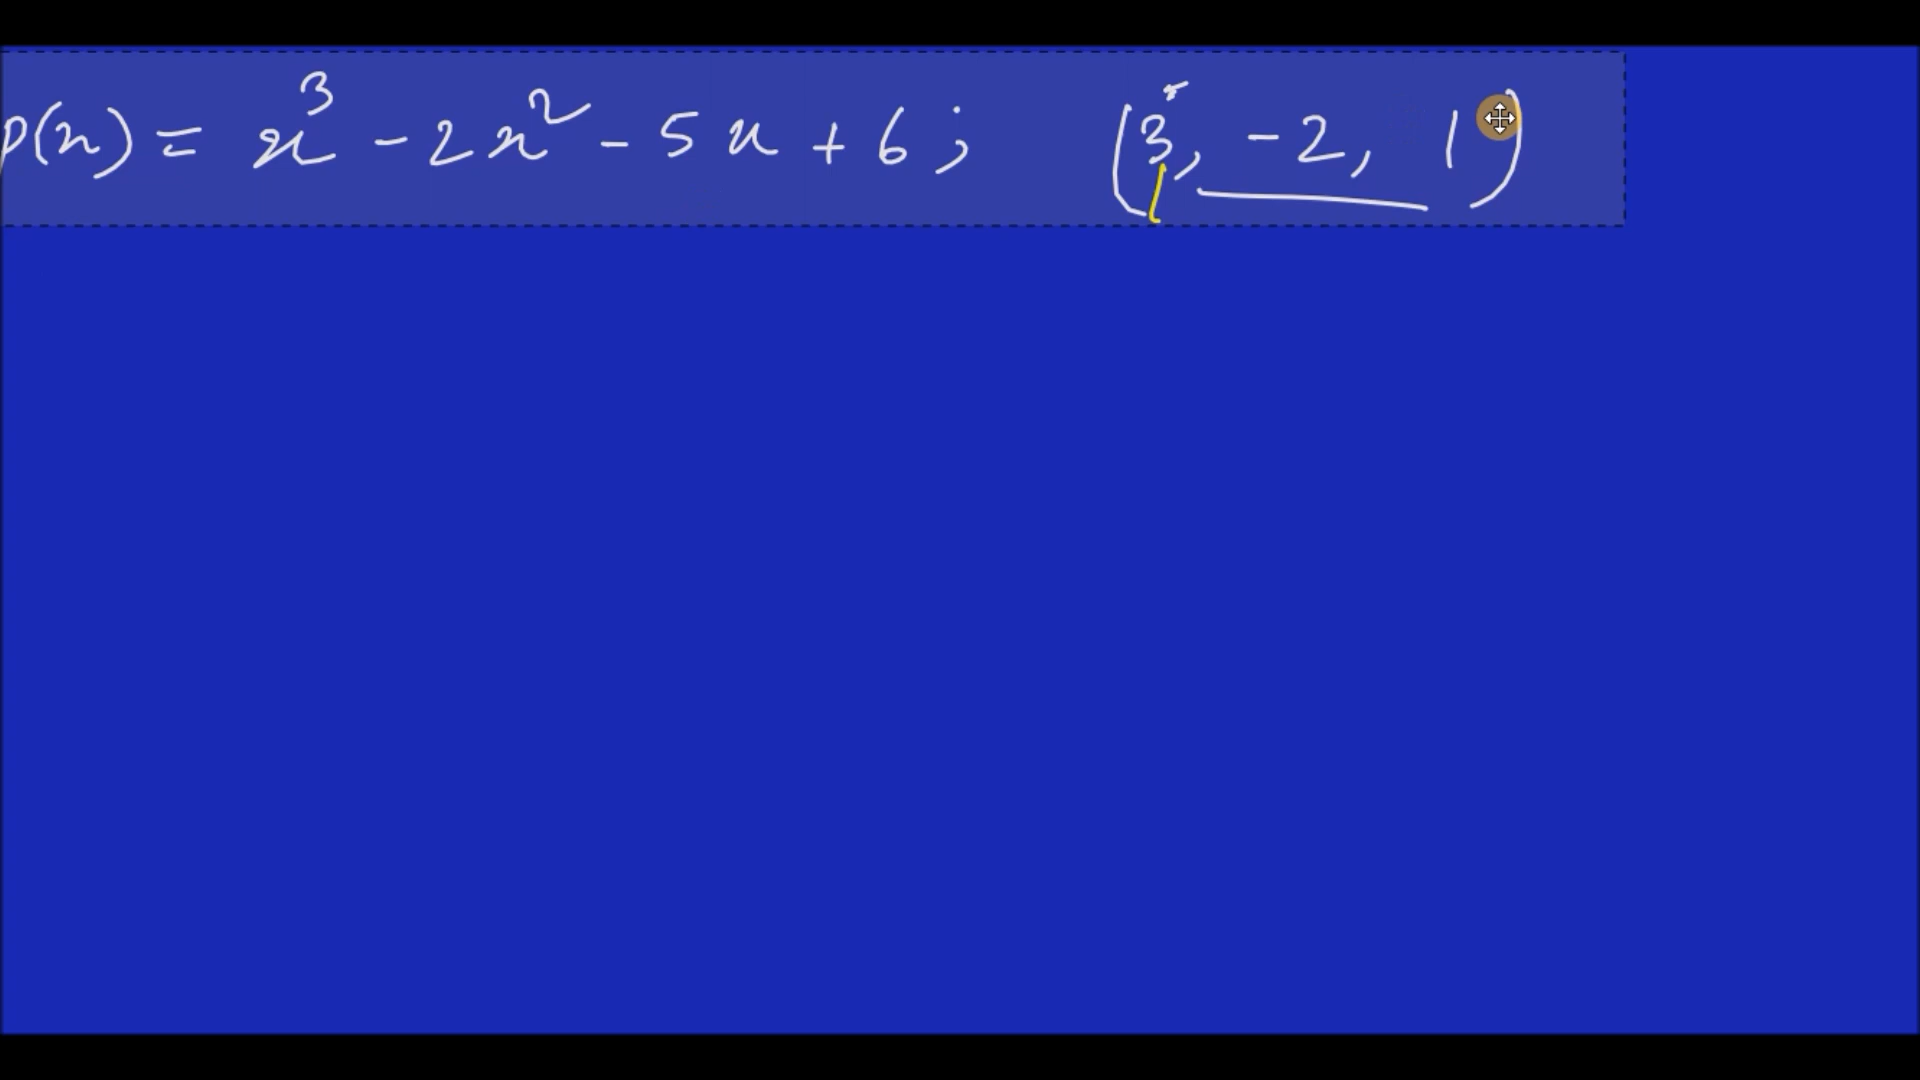 p(x) = x³ - 2x² - 5x + 6 ; (3, -2, 1)